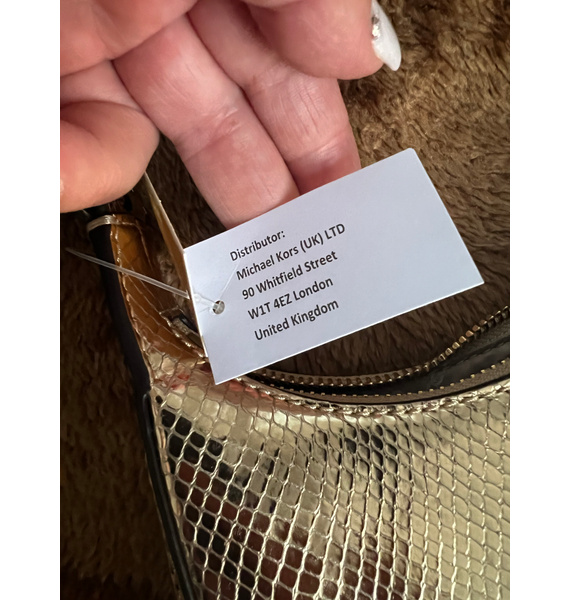 Distributor:
Michael Kors (UK) LTD
90 Whitfield Street
W1T 4EZ London
United Kingdom